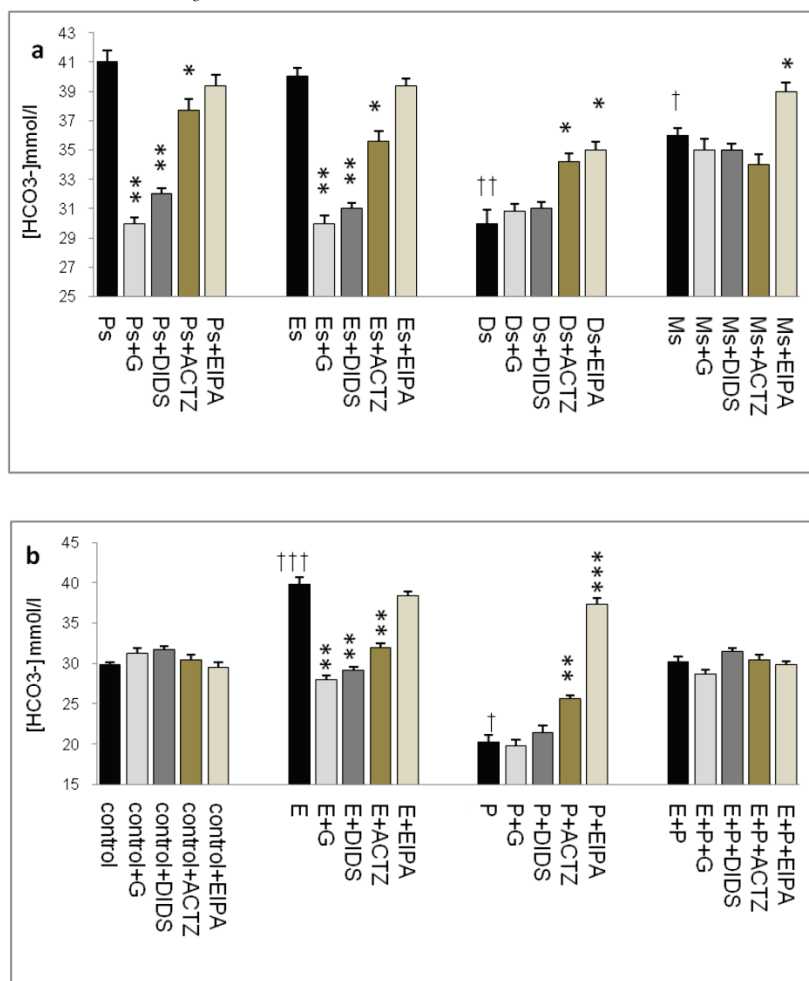 a
[HCO3-]mmol/l
41
39
37
35
33
31
29
27
25
**
**
*
**
**
*
††
*
*
†
*
Ps
Ps+G
Ps+DIDS
Ps+ACTZ
Ps+EIPA
Es
Es+G
Es+DIDS
Es+ACTZ
Es+EIPA
Ds
Ds+G
Ds+DIDS
Ds+ACTZ
Ds+EIPA
Ms
Ms+G
Ms+DIDS
Ms+ACTZ
Ms+EIPA
b
[HCO3-] mm0l/l
45
40
35
30
25
20
15
†††
**
**
**
†
**
***
control
control+G
control+DIDS
control+ACTZ
control+EIPA
E
E+G
E+DIDS
E+ACTZ
E+EIPA
P
P+G
P+DIDS
P+ACTZ
P+EIPA
E+P
E+P+G
E+P+DIDS
E+P+ACTZ
E+P+EIPA